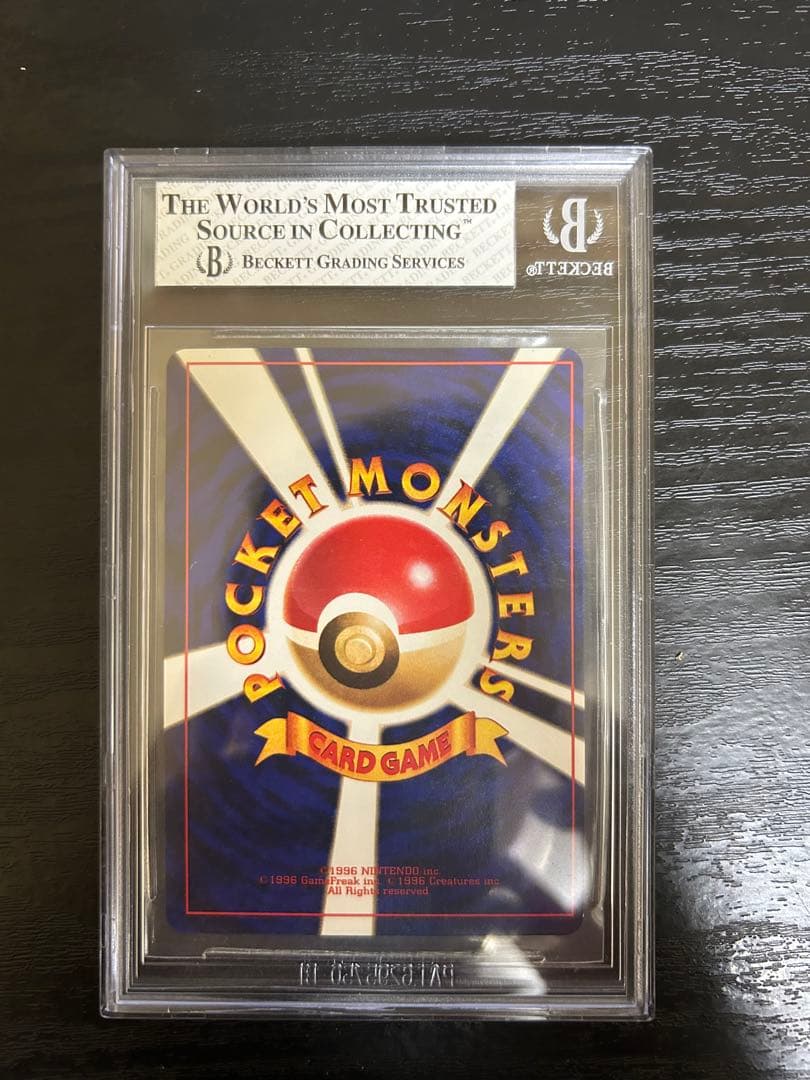 THE WORLD'S MOST TRUSTED
SOURCE IN COLLECTING™
B BECKETT GRADING SERVICES
B
BECKETT®
POCKET MONSTERS
CARD GAME
©1996 NINTENDO inc.
©1996 GameFreak inc. ©1996 Creatures inc.
All Rights reserved